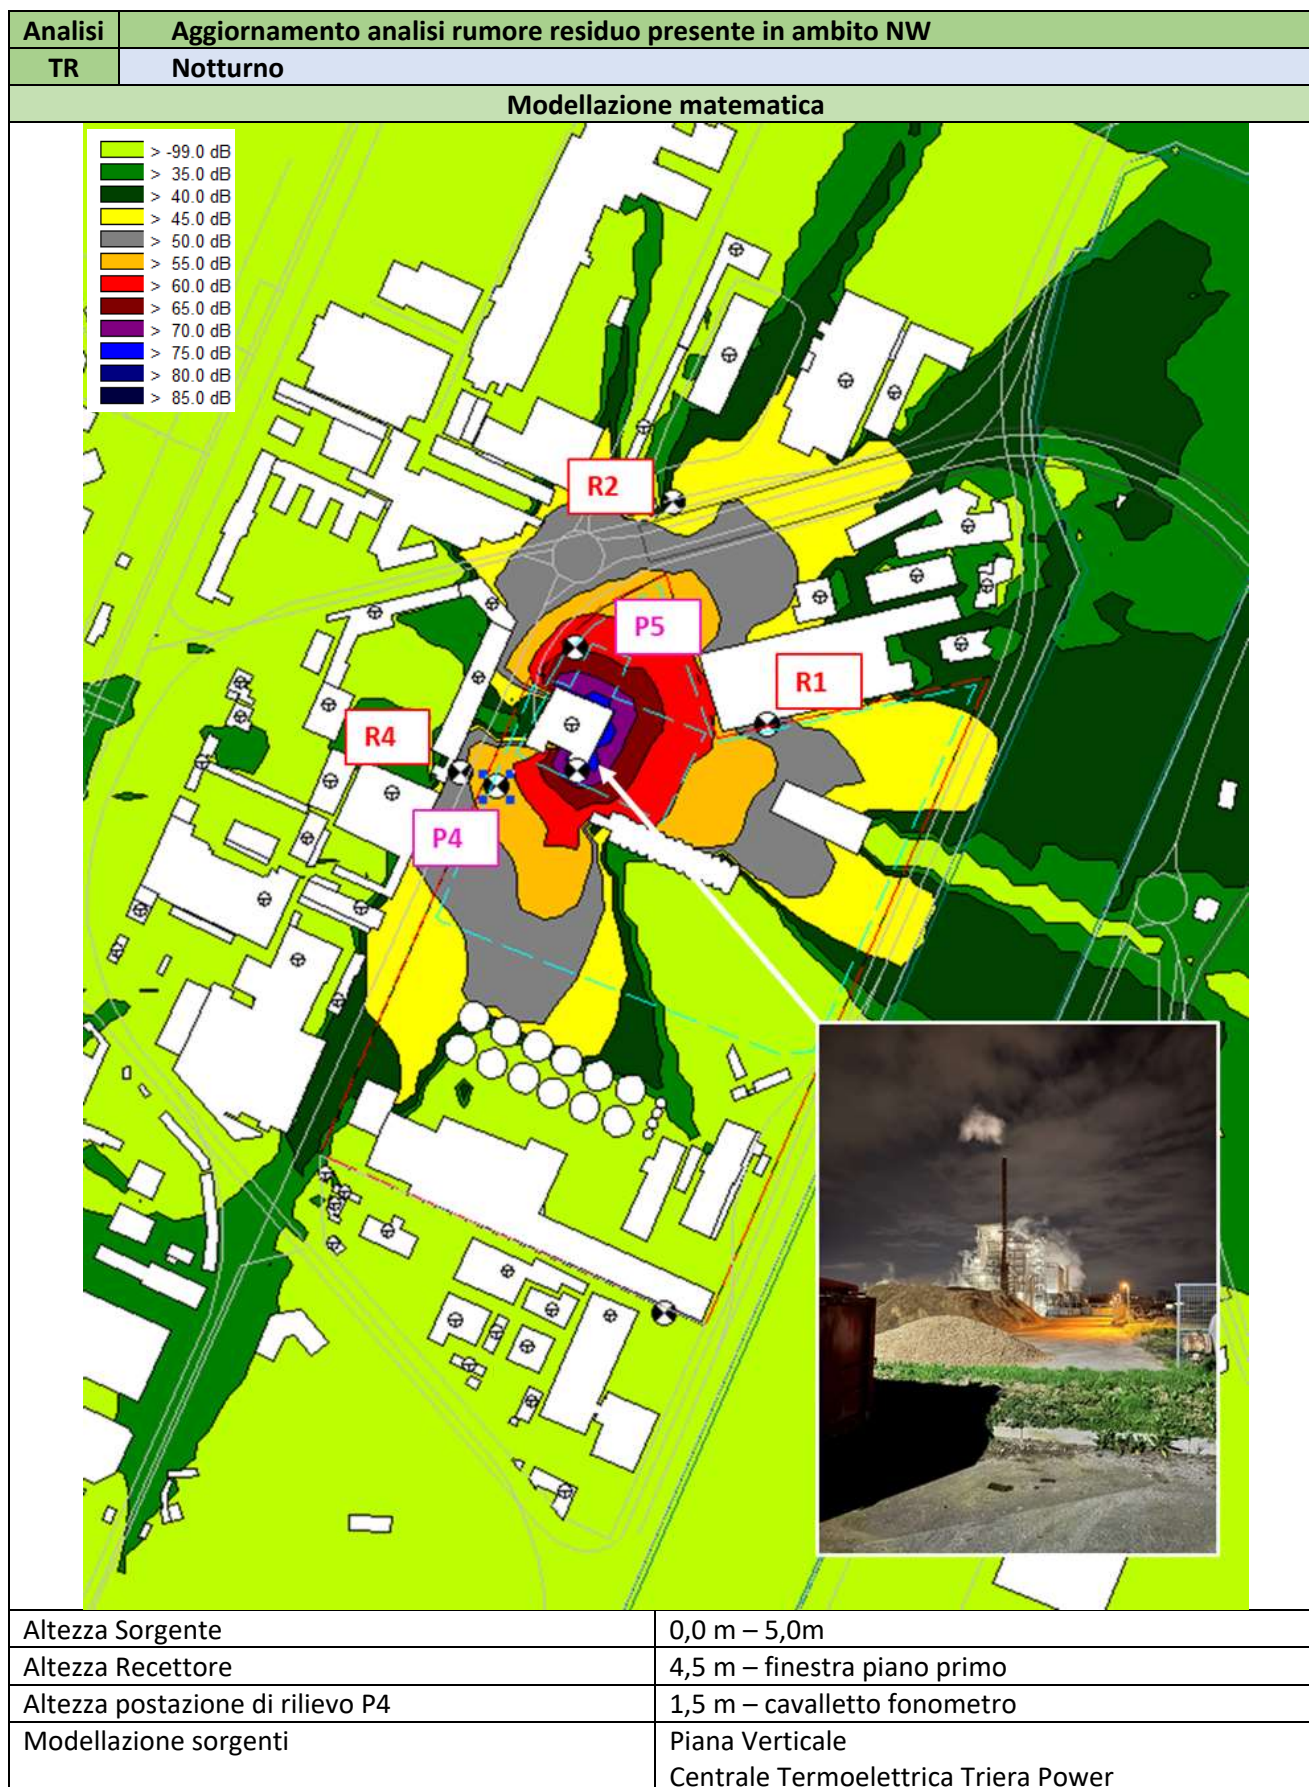 Analisi Aggiornamento analisi rumore residuo presente in ambito NW
TR Notturno
Modellazione matematica
> -99.0 dB
> 35.0 dB
> 40.0 dB
> 45.0 dB
> 50.0 dB
> 55.0 dB
> 60.0 dB
> 65.0 dB
> 70.0 dB
> 75.0 dB
> 80.0 dB
> 85.0 dB
R2
P5
R1
R4
P4
Altezza Sorgente 0,0 m – 5,0m
Altezza Recettore 4,5 m – finestra piano primo
Altezza postazione di rilievo P4 1,5 m – cavalletto fonometro
Modellazione sorgenti Piana Verticale
Centrale Termoelettrica Triera Power